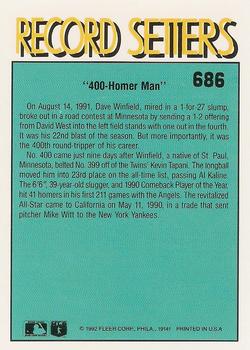 RECORD SETTERS
686
"400-Homer Man"
On August 14, 1991, Dave Winfield, mired in a 1-for-27 slump,
broke out in a road contest at Minnesota by sending a 1-2 offering
from David West into the left field stands with one out in the fourth.
It was his 22nd blast of the season. But more importantly, it was
the 400th round-tripper of his career.
No. 400 came just nine days after Winfield, a native of St. Paul,
Minnesota, belted No. 399 off of the Twins' Kevin Tapani. The longball
moved him into 23rd place on the all-time list, passing Al Kaline.
The 6'6", 39-year-old slugger, and 1990 Comeback Player of the Year,
hit 41 homers in his first 211 games with the Angels. The revitalized
All-Star came to California on May 11, 1990, in a trade that sent
pitcher Mike Witt to the New York Yankees.
© 1992 FLEER CORP., PHILA., 19141 PRINTED IN U.S.A.